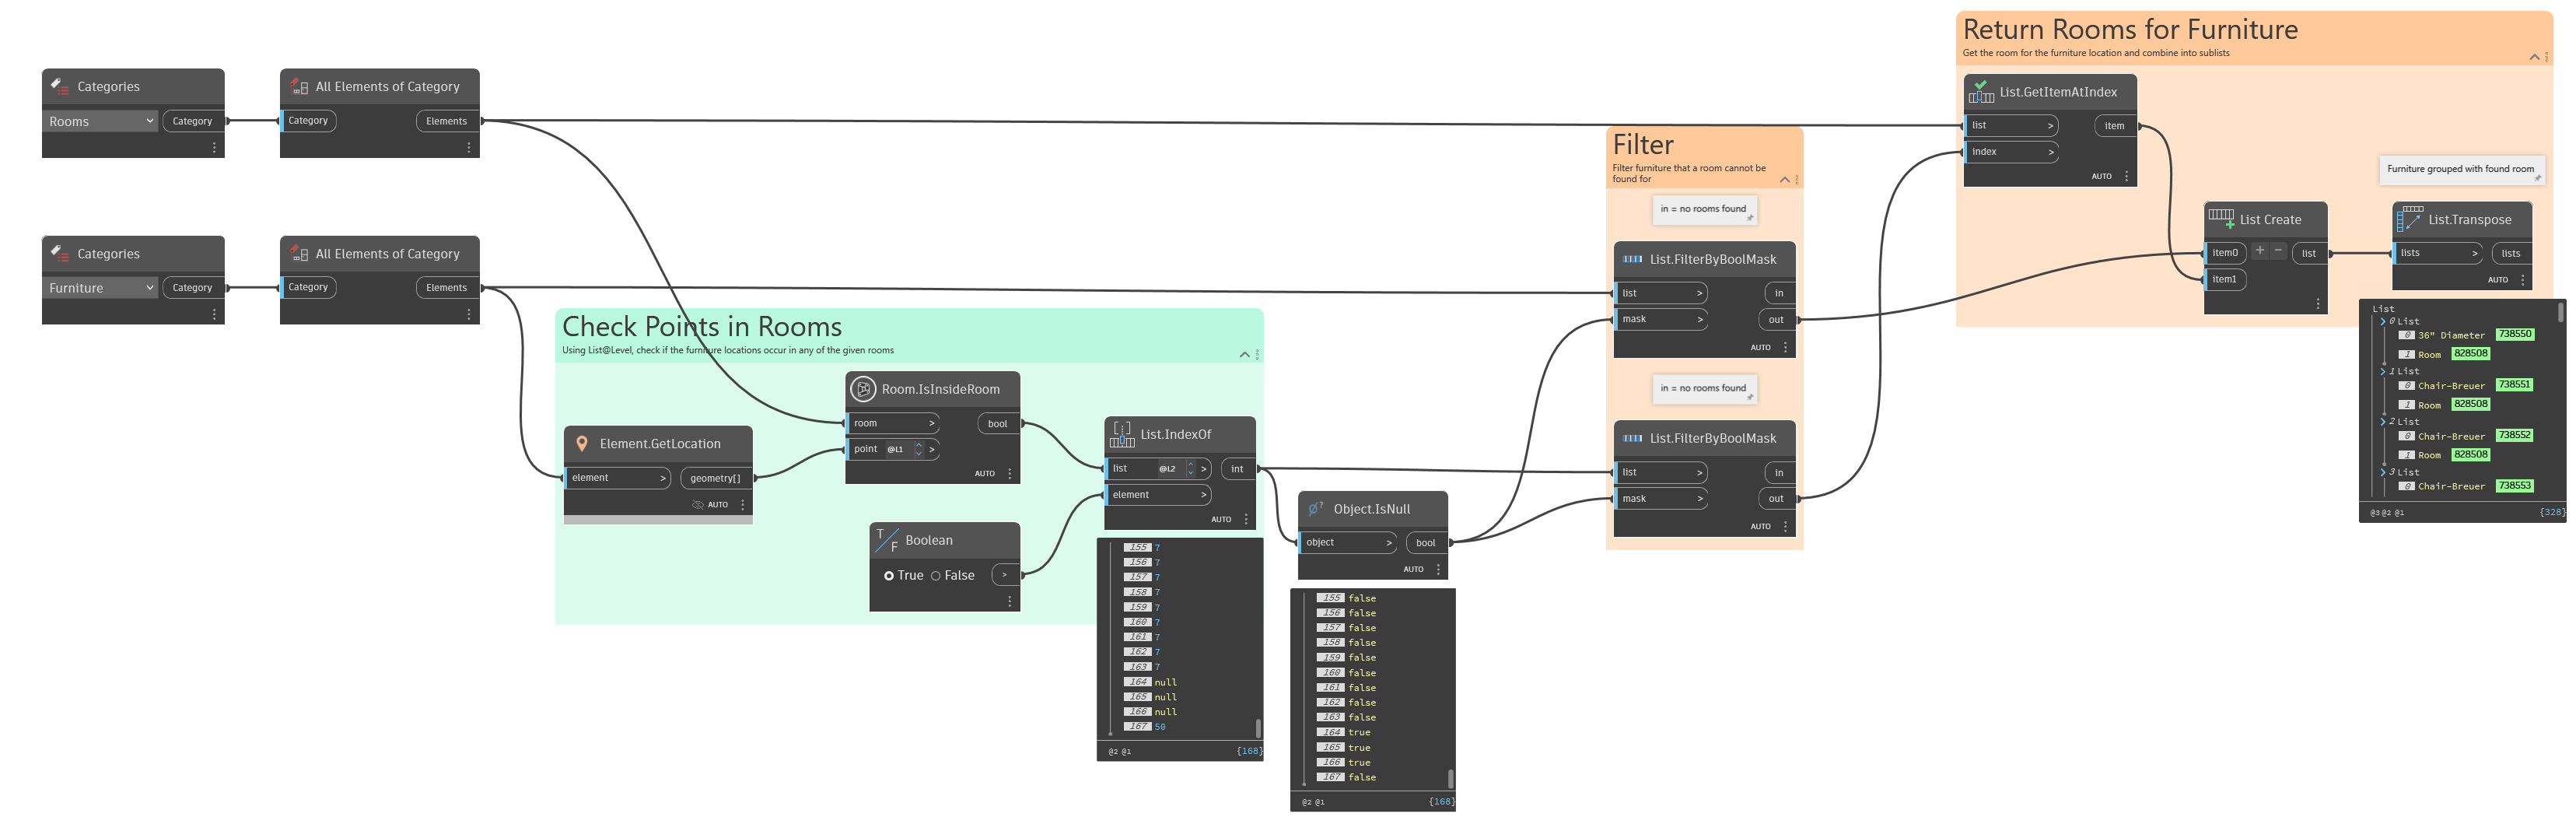 Categories
Rooms
Category
All Elements of Category
Category
Elements
Categories
Furniture
Category
All Elements of Category
Category
Elements
Check Points in Rooms
Using List@Level, check if the furniture locations occur in any of the given rooms
Element.GetLocation
element >
geometry[]
AUTO
Room.IsInsideRoom
room >
bool
point @L1 >
AUTO
Boolean
T
F
True False >
List.IndexOf
list @L2 >
int
element >
AUTO
155 7
156 7
157 7
158 7
159 7
160 7
161 7
162 7
163 7
164 null
165 null
166 null
167 50
@2 @1 {168}
Object.IsNull
object >
bool
AUTO
155 false
156 false
157 false
158 false
159 false
160 false
161 false
162 false
163 false
164 true
165 true
166 true
167 false
@2 @1 {168}
Filter
Filter furniture that a room cannot be
found for
in = no rooms found
List.FilterByBoolMask
list >
in
mask >
out
AUTO
in = no rooms found
List.FilterByBoolMask
list >
in
mask >
out
AUTO
Return Rooms for Furniture
Get the room for the furniture location and combine into sublists
List.GetItemAtIndex
list >
item
index >
AUTO
List Create
item0 + - list
item1
Furniture grouped with found room
List.Transpose
lists >
lists
AUTO
List
0 List
0 36" Diameter 738550
1 Room 828508
1 List
0 Chair-Breuer 738551
1 Room 828508
2 List
0 Chair-Breuer 738552
1 Room 828508
3 List
0 Chair-Breuer 738553
@3 @2 @1 {328}